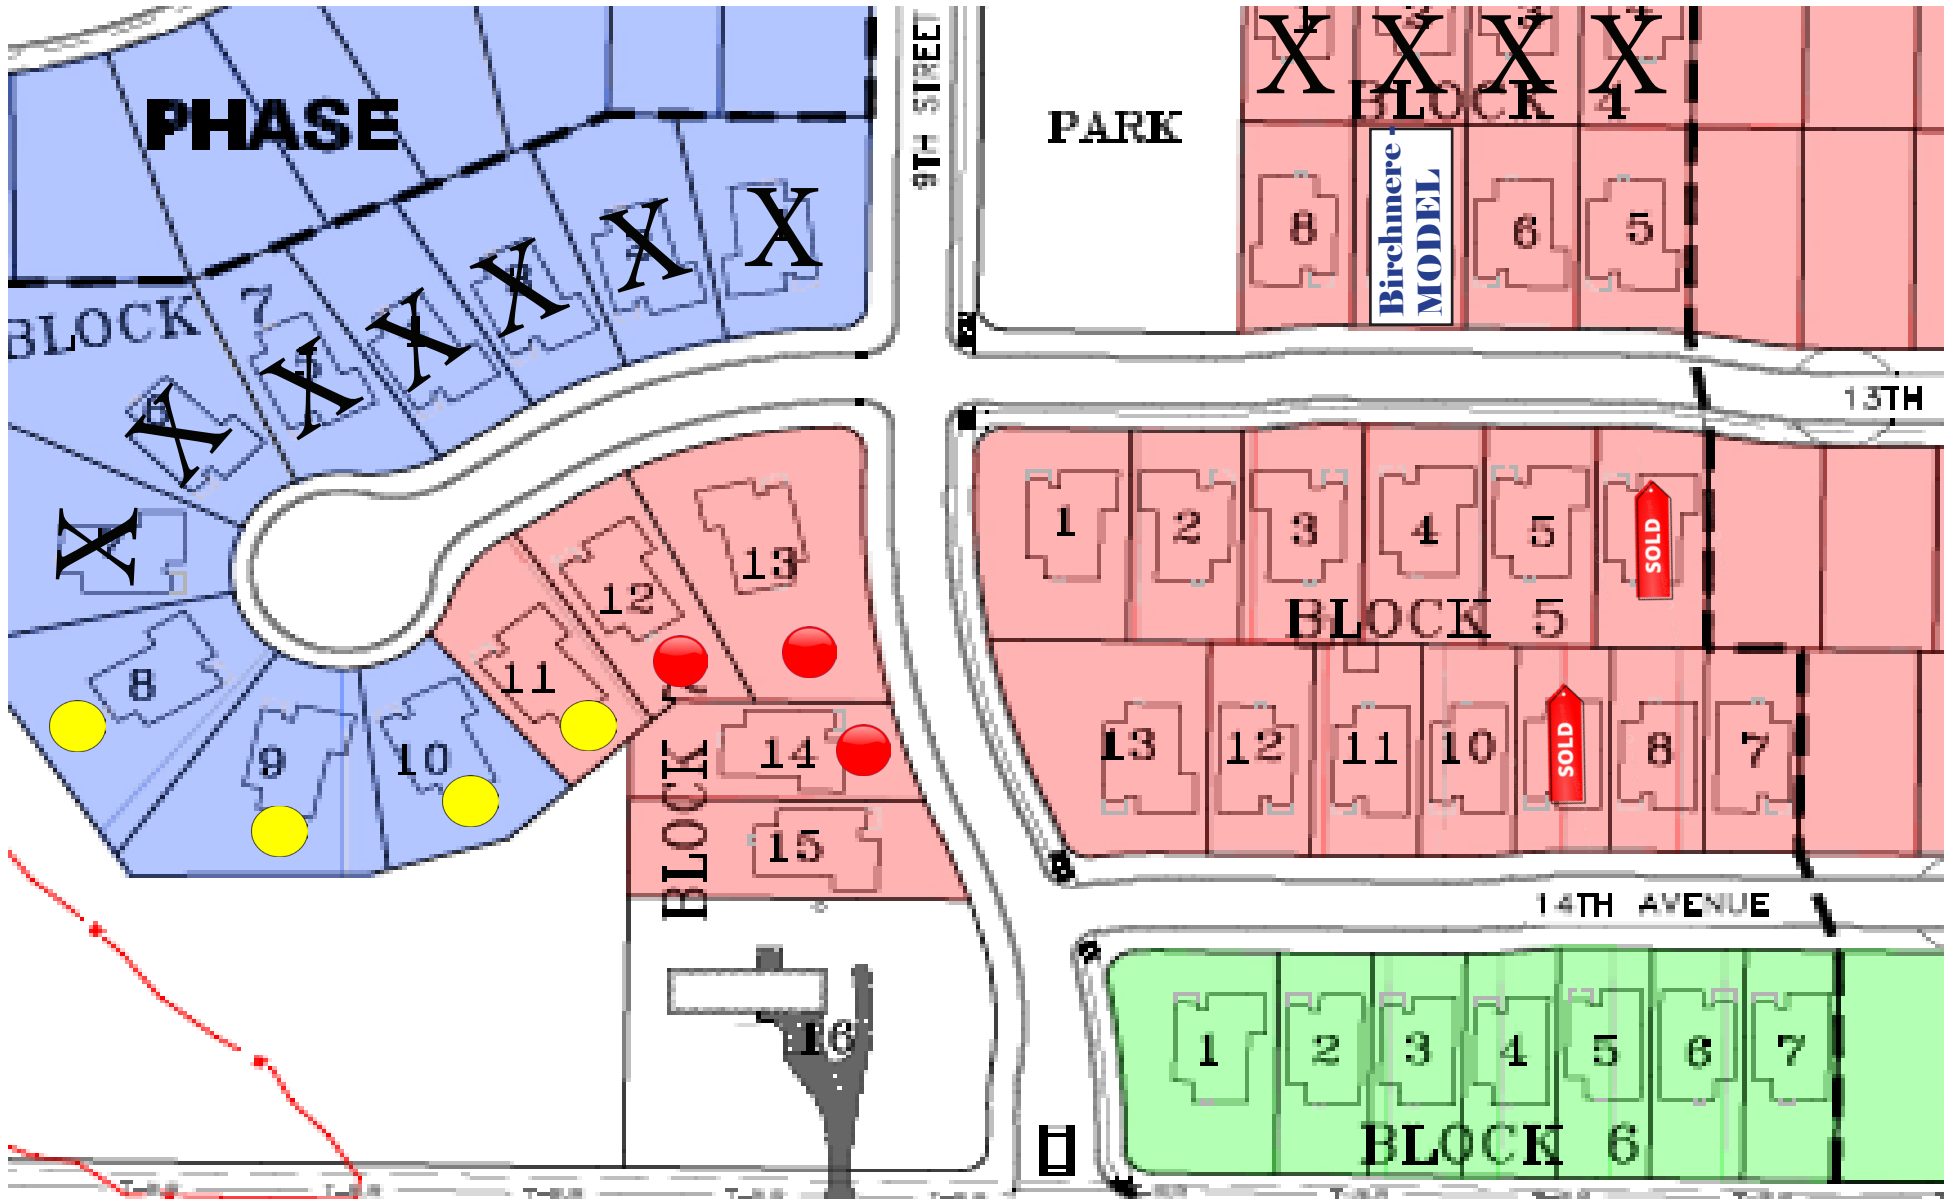 PHASE
9TH STREET
PARK
X X X X
BLOCK 4
8
Birchmere -
MODEL
6
5
X
X
X
X
X
X
X
BLOCK 7
13TH
8
9
10
11
12
13
14
15
16
BLOCK
1
2
3
4
5
SOLD
BLOCK 5
13
12
11
10
SOLD
8
7
14TH AVENUE
1
2
3
4
5
6
7
BLOCK 6